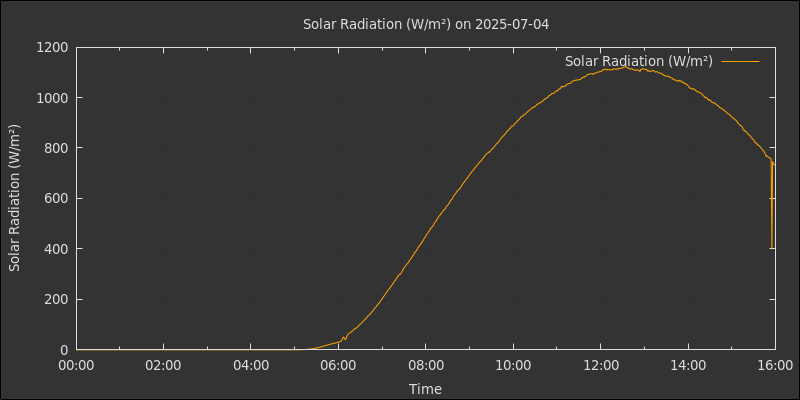 Solar Radiation (W/m²) on 2025-07-04
Solar Radiation (W/m²)
Solar Radiation (W/m²)
1200
1000
800
600
400
200
0
00:00 02:00 04:00 06:00 08:00 10:00 12:00 14:00 16:00
Time